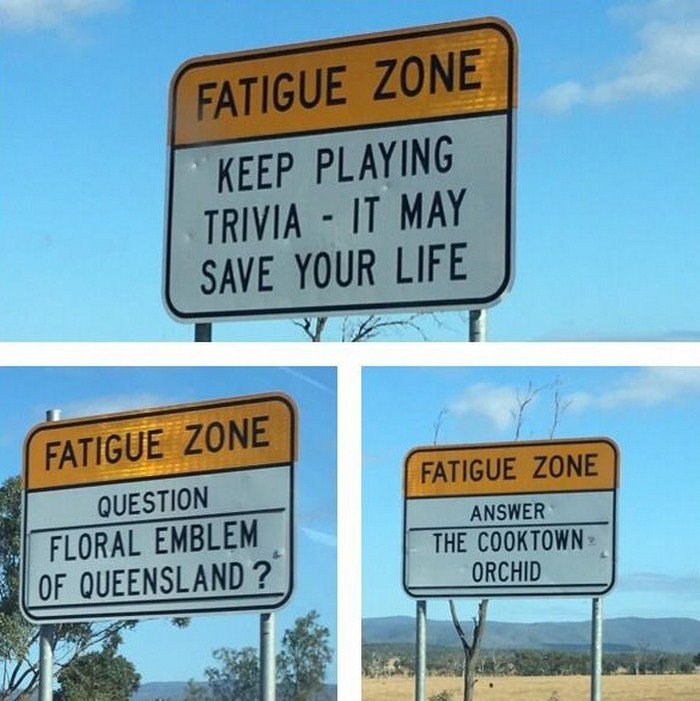 FATIGUE ZONE
KEEP PLAYING
TRIVIA - IT MAY
SAVE YOUR LIFE
FATIGUE ZONE
QUESTION
FLORAL EMBLEM
OF QUEENSLAND?
FATIGUE ZONE
ANSWER
THE COOKTOWN
ORCHID